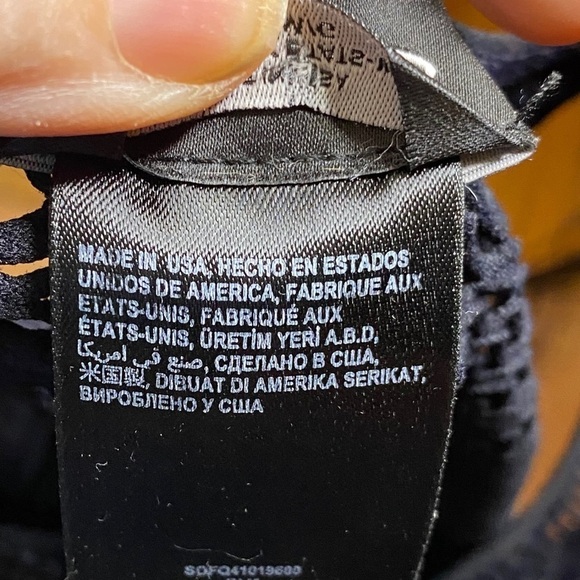 MADE IN USA, HECHO EN ESTADOS
UNIDOS DE AMERICA, FABRIQUE AUX
ETATS-UNIS, FABRIQUÉ AUX
ÉTATS-UNIS, ÜRETİM YERİ A.B.D,
صنع في امريكا, СДЕЛАНО В США,
米国製, DIBUAT DI AMERIKA SERIKAT,
ВИРОБЛЕНО У США